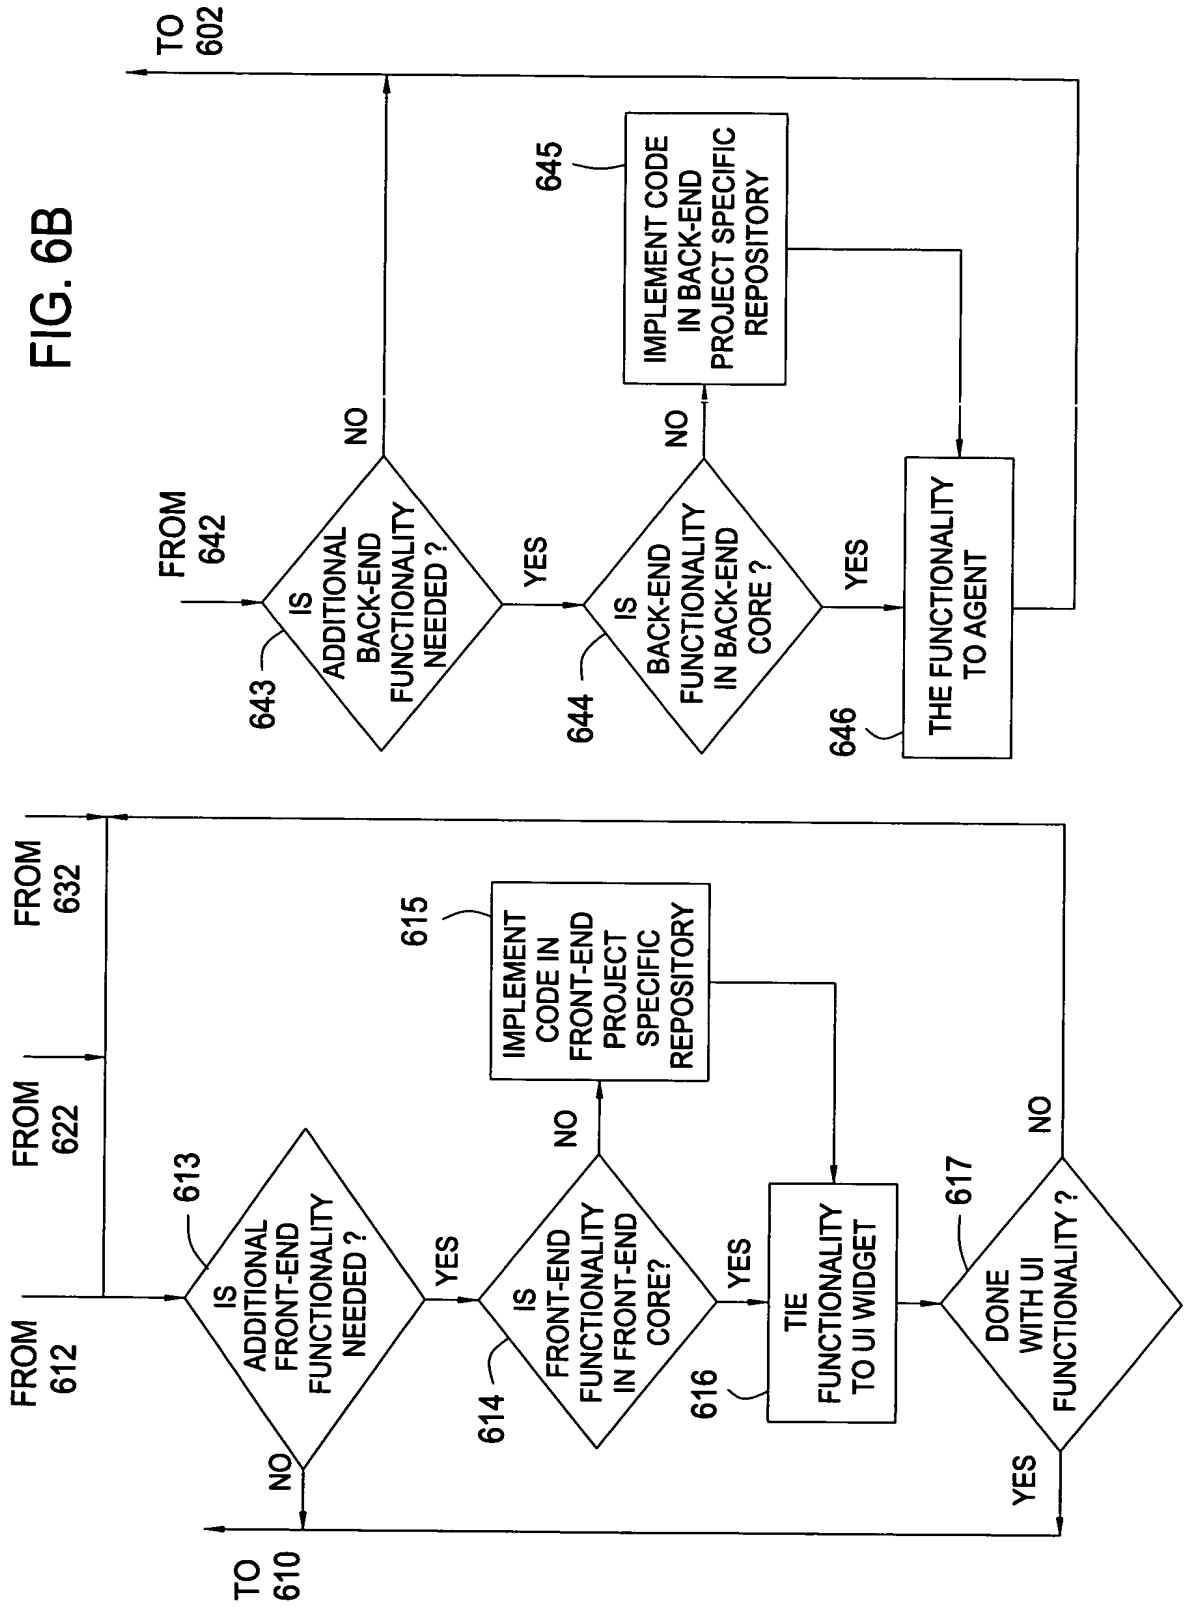 FIG. 6B
FROM
612
FROM
622
FROM
632
613
IS
ADDITIONAL
FRONT-END
FUNCTIONALITY
NEEDED ?
NO
TO
610
YES
614
IS
FRONT-END
FUNCTIONALITY
IN FRONT-END
CORE?
NO
615
IMPLEMENT
CODE IN
FRONT-END
PROJECT
SPECIFIC
REPOSITORY
YES
616
TIE
FUNCTIONALITY
TO UI WIDGET
617
DONE
WITH UI
FUNCTIONALITY ?
YES
NO
FROM
642
643
IS
ADDITIONAL
BACK-END
FUNCTIONALITY
NEEDED ?
NO
TO
602
YES
644
IS
BACK-END
FUNCTIONALITY
IN BACK-END
CORE ?
NO
645
IMPLEMENT CODE
IN BACK-END
PROJECT SPECIFIC
REPOSITORY
YES
646
THE FUNCTIONALITY
TO AGENT